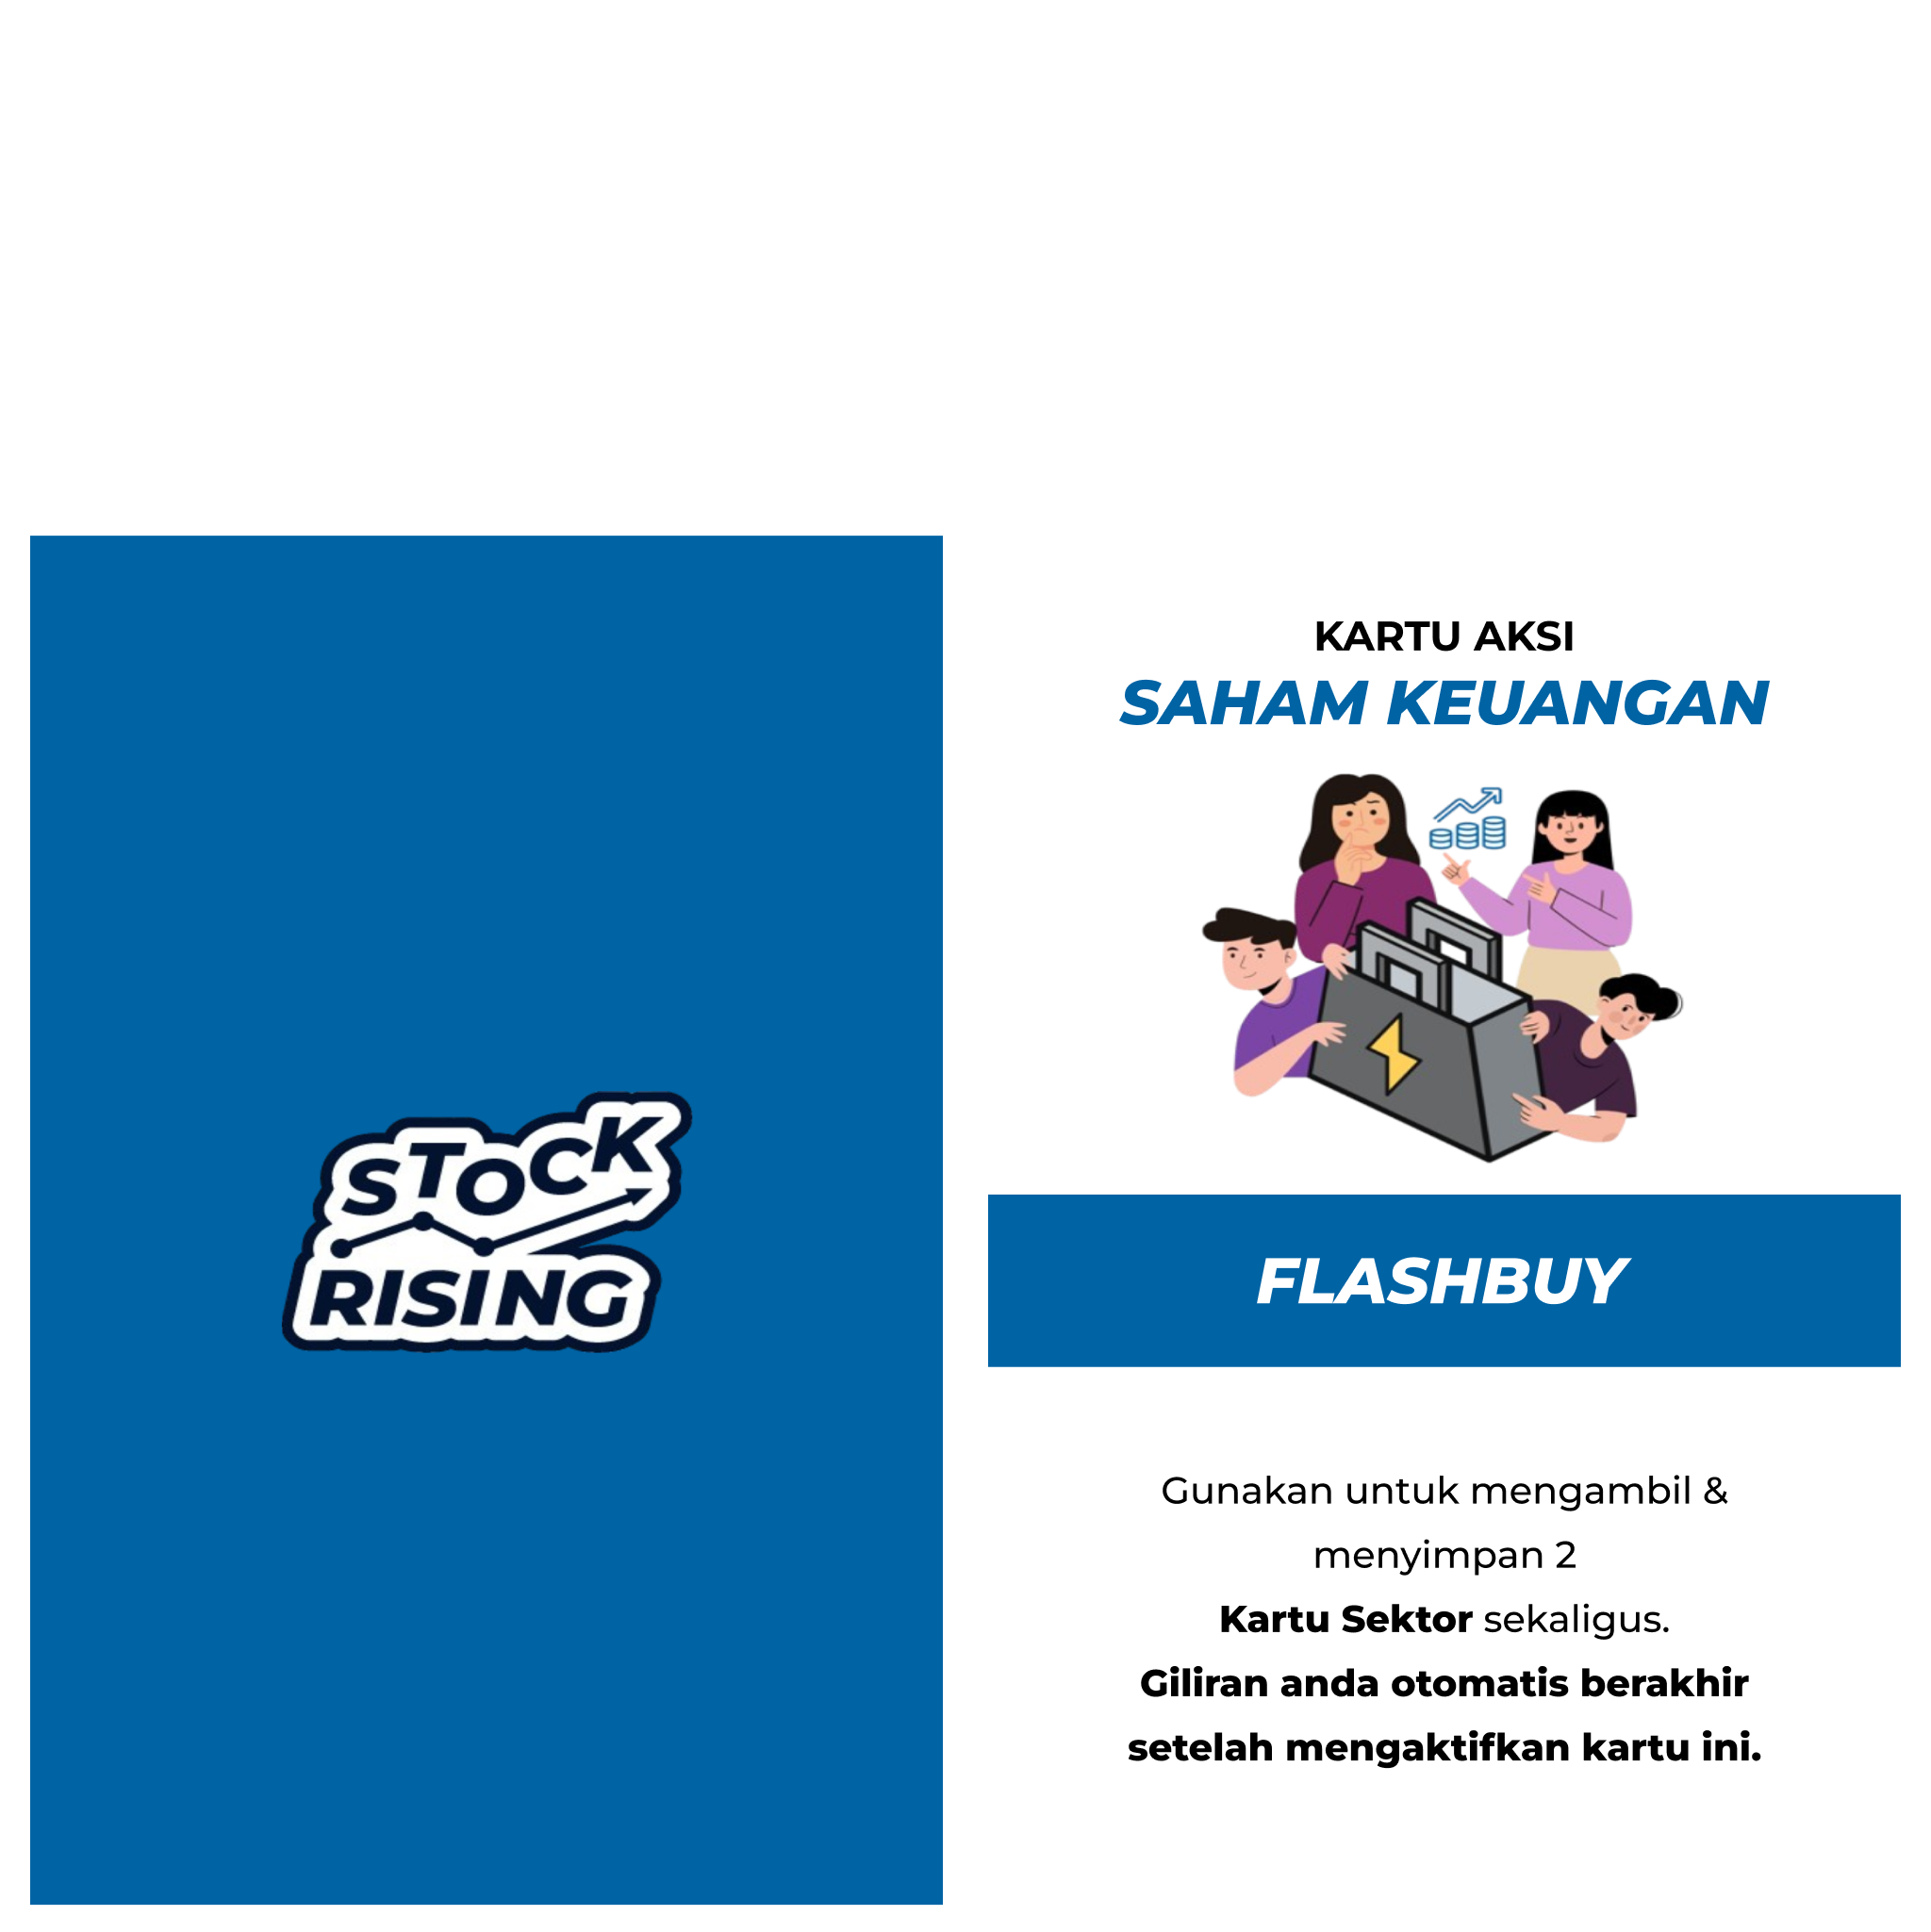 STOCK
RISING
KARTU AKSI
SAHAM KEUANGAN
FLASHBUY
Gunakan untuk mengambil &
menyimpan 2
Kartu Sektor sekaligus.
Giliran anda otomatis berakhir
setelah mengaktifkan kartu ini.